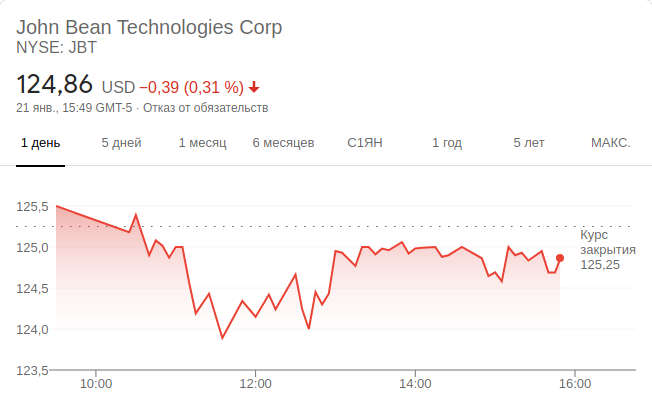 John Bean Technologies Corp
NYSE: JBT
124,86 USD −0,39 (0,31 %)
21 янв., 15:49 GMT-5 · Отказ от обязательств
1 день 5 дней 1 месяц 6 месяцев С1ЯН 1 год 5 лет МАКС.
125,5
Курс
125,0 закрытия
125,25
124,5
124,0
123,5
10:00 12:00 14:00 16:00